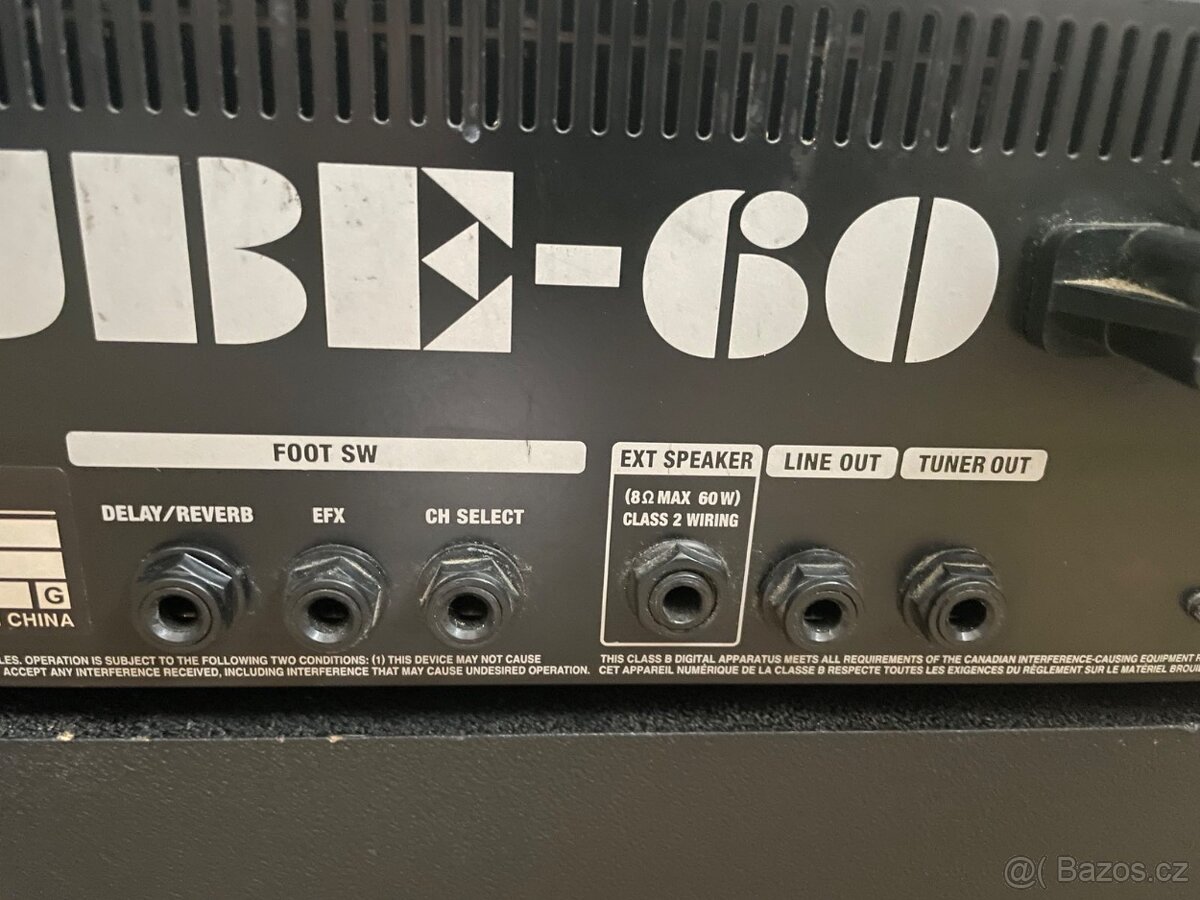 UBE-60
FOOT SW
EXT SPEAKER
LINE OUT
TUNER OUT
DELAY/REVERB
EFX
CH SELECT
(8Ω MAX 60W)
CLASS 2 WIRING
G
CHINA
LES. OPERATION IS SUBJECT TO THE FOLLOWING TWO CONDITIONS: (1) THIS DEVICE MAY NOT CAUSE
ACCEPT ANY INTERFERENCE RECEIVED, INCLUDING INTERFERENCE THAT MAY CAUSE UNDESIRED OPERATION.
THIS CLASS B DIGITAL APPARATUS MEETS ALL REQUIREMENTS OF THE CANADIAN INTERFERENCE-CAUSING EQUIPMENT R
CET APPAREIL NUMÉRIQUE DE LA CLASSE B RESPECTE TOUTES LES EXIGENCES DU RÈGLEMENT SUR LE MATÉRIEL BROUIL
@( Bazos.cz